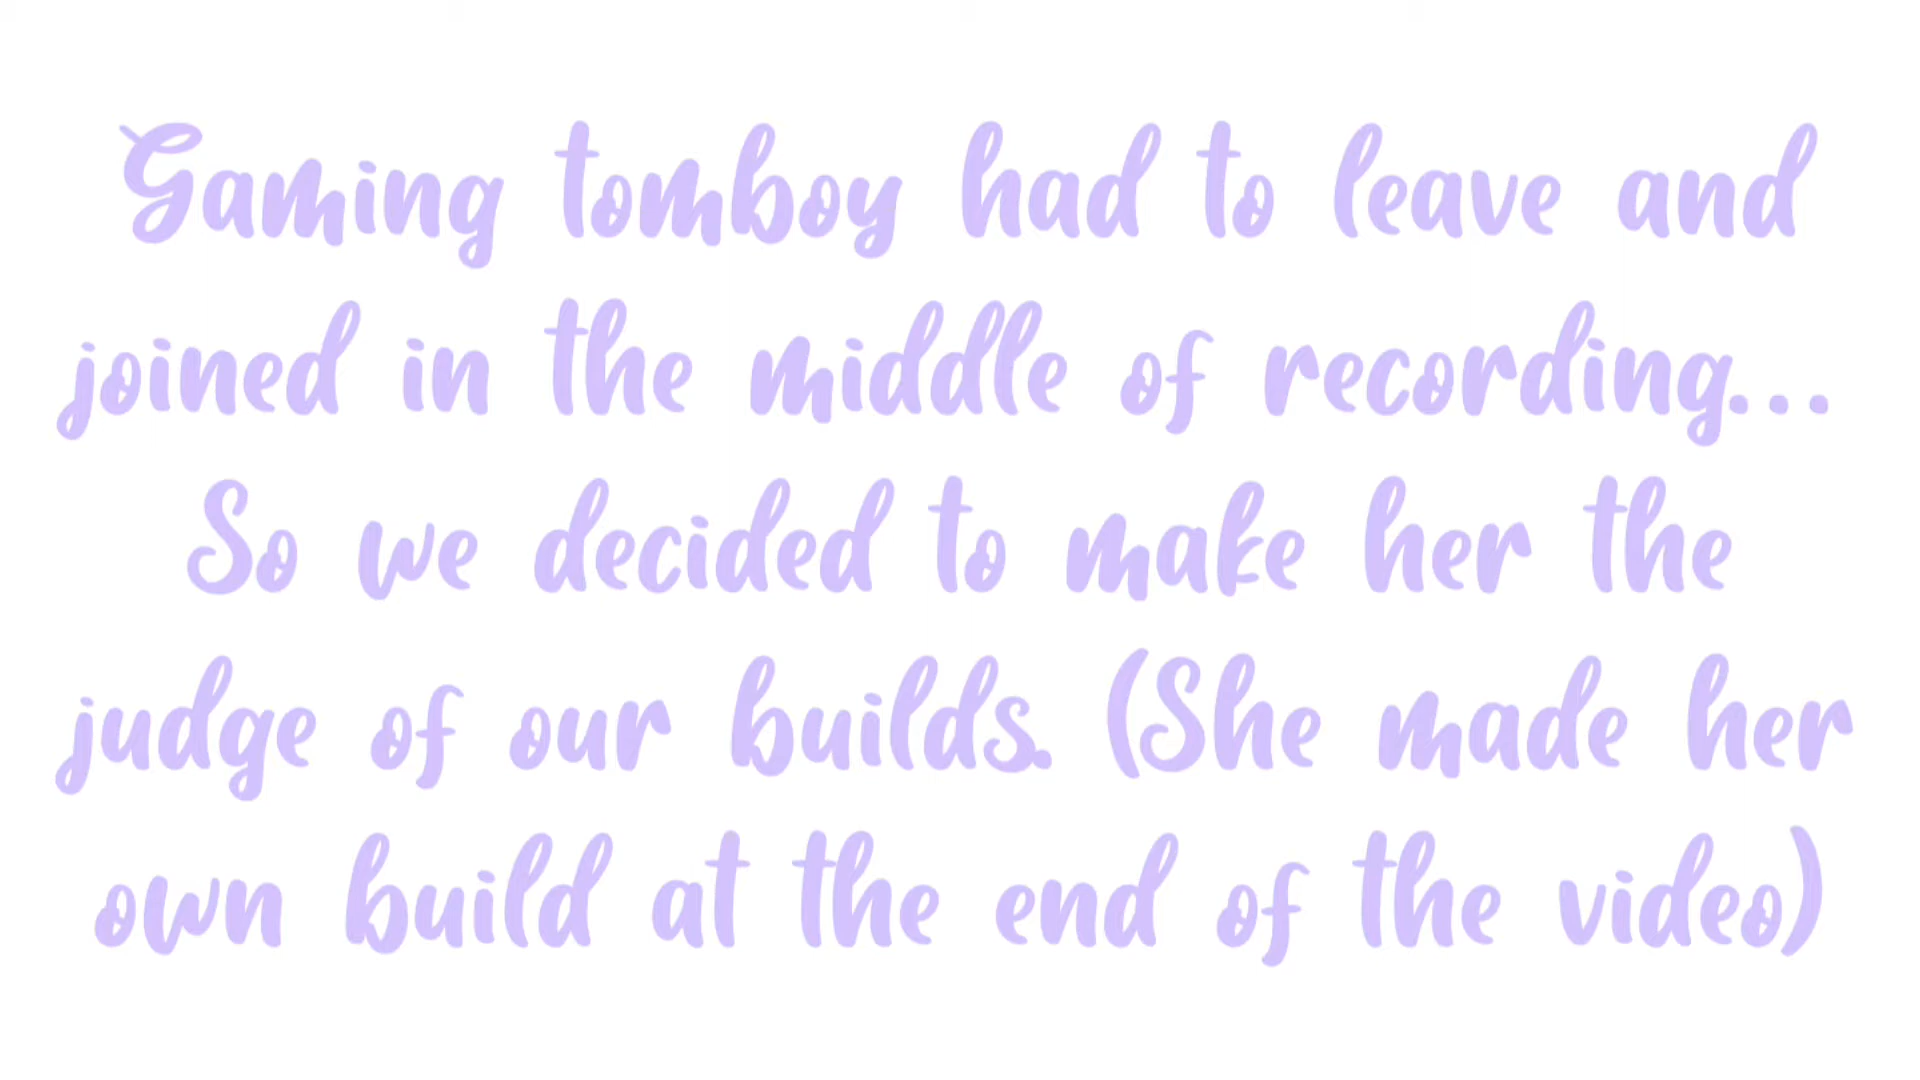 Gaming tomboy had to leave and
joined in the middle of recording...
So we decided to make her the
judge of our builds. (She made her
own build at the end of the video)